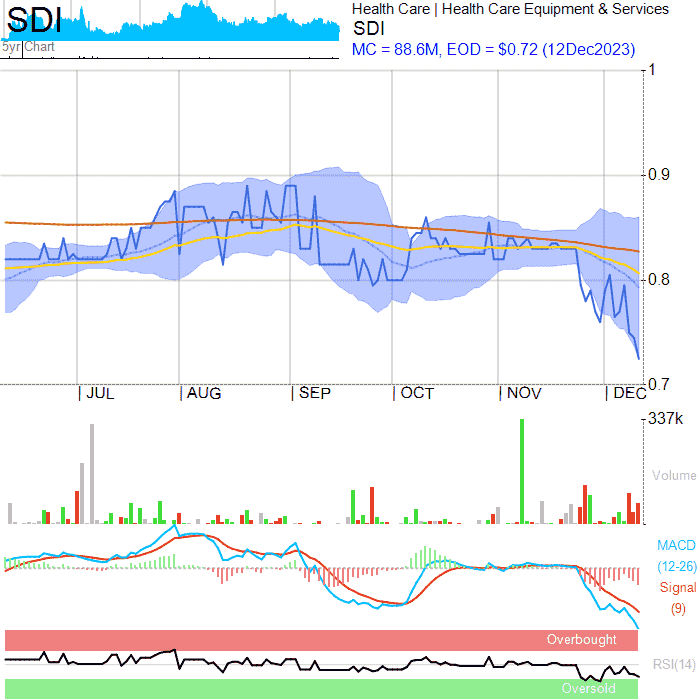 SDI
5yr Chart
Health Care | Health Care Equipment & Services
SDI
MC = 88.6M, EOD = $0.72 (12Dec2023)
1
0.9
0.8
0.7
| JUL | AUG | SEP | OCT | NOV | DEC
337k
Volume
MACD
(12-26)
Signal
(9)
Overbought
RSI(14)
Oversold